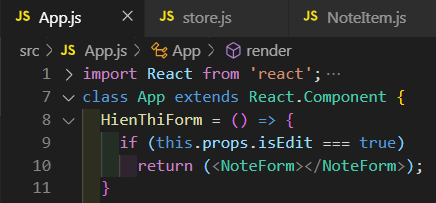 JS App.js × JS store.js JS NoteItem.js
src > JS App.js > App > render
1 > import React from 'react'; ...
7 class App extends React.Component {
8 HienThiForm = () => {
9 if (this.props.isEdit === true)
10 return (<NoteForm></NoteForm>);
11 }